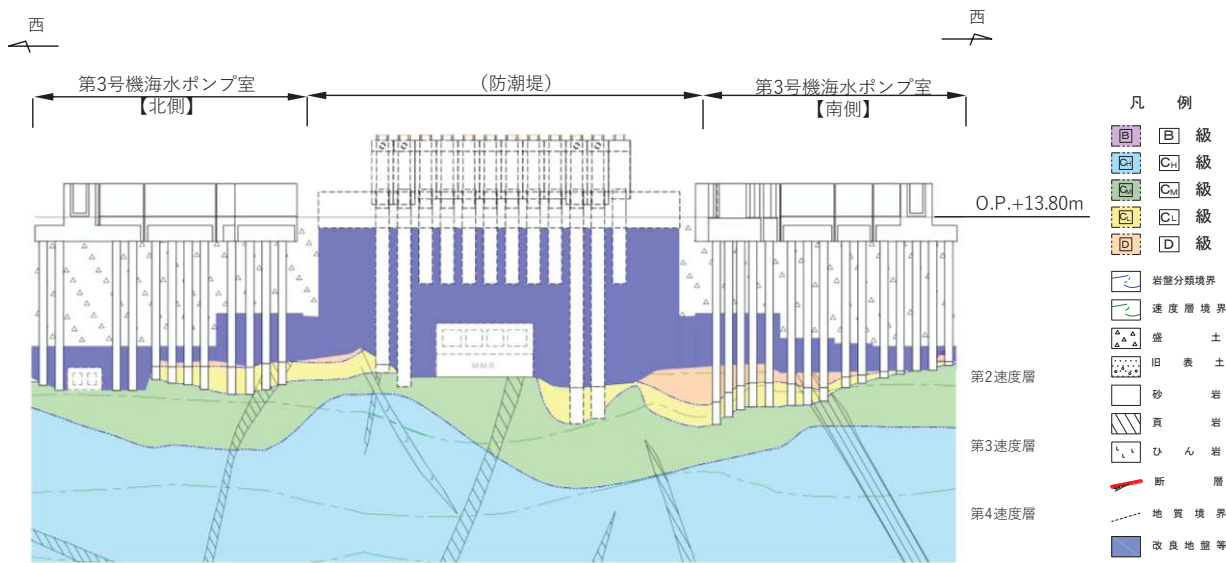 西
西
第3号機海水ポンプ室
【北側】
(防潮堤)
第3号機海水ポンプ室
【南側】
O.P.+13.80m
MMR
第2速度層
第3速度層
第4速度層
凡 例
B B 級
CH CH 級
CM CM 級
CL CL 級
D D 級
岩盤分類境界
速度層境界
盛土
旧表土
砂岩
頁岩
ひん岩
断層
地質境界
改良地盤等